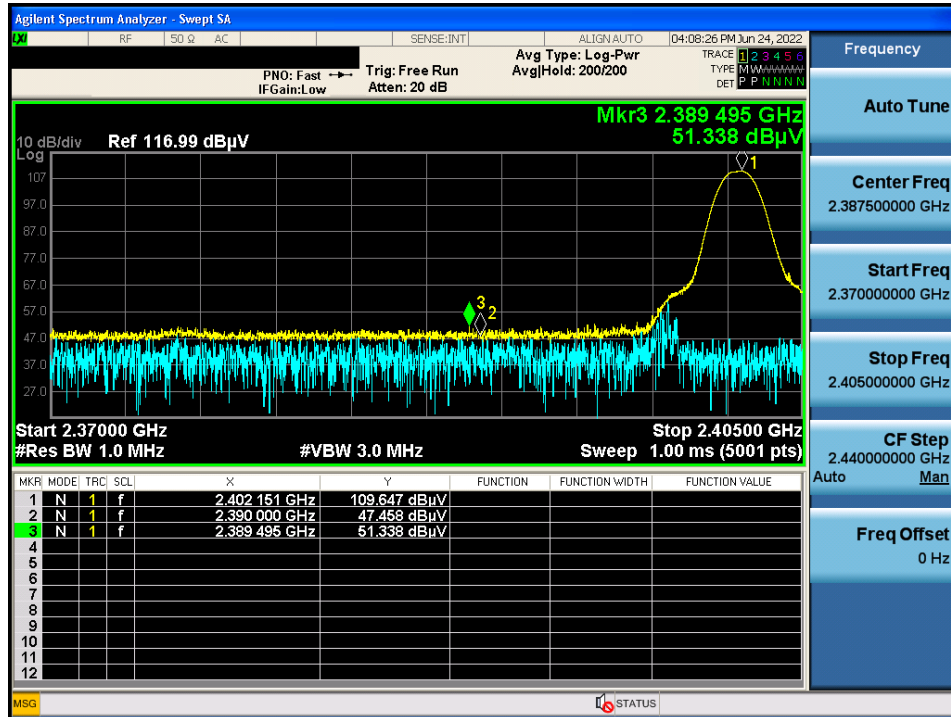 Agilent Spectrum Analyzer - Swept SA
LXI RF 50 Ω AC SENSE:INT ALIGN AUTO 04:08:26 PM Jun 24, 2022
Frequency
PNO: Fast
IFGain:Low
Trig: Free Run
Atten: 20 dB
Avg Type: Log-Pwr
Avg|Hold: 200/200
TRACE 1 2 3 4 5 6
TYPE M W
DET P P N N N N
Mkr3 2.389 495 GHz
51.338 dBµV
10 dB/div Ref 116.99 dBµV
Log
107
97.0
87.0
77.0
67.0
57.0
47.0
37.0
27.0
1
3
2
Start 2.37000 GHz Stop 2.40500 GHz
#Res BW 1.0 MHz #VBW 3.0 MHz Sweep 1.00 ms (5001 pts)
MKR MODE TRC SCL X Y FUNCTION FUNCTION WIDTH FUNCTION VALUE
1 N 1 f 2.402 151 GHz 109.647 dBµV
2 N 1 f 2.390 000 GHz 47.458 dBµV
3 N 1 f 2.389 495 GHz 51.338 dBµV
4
5
6
7
8
9
10
11
12
MSG STATUS
Auto Tune
Center Freq
2.387500000 GHz
Start Freq
2.370000000 GHz
Stop Freq
2.405000000 GHz
CF Step
2.440000000 GHz
Auto Man
Freq Offset
0 Hz